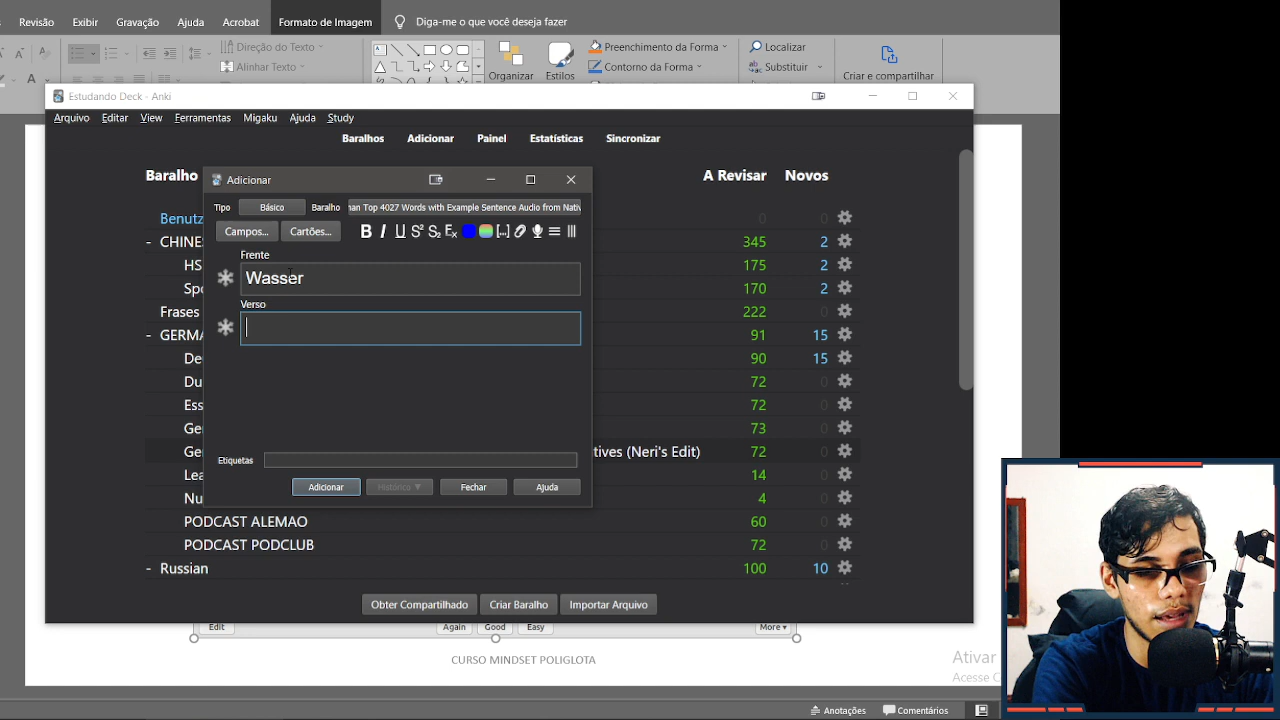 Revisão Exibir Gravação Ajuda Acrobat Formato de Imagem Diga-me o que você deseja fazer
Direção do Texto
Alinhar Texto
Organizar
Estilos
Preenchimento da Forma
Contorno da Forma
Localizar
Substituir
Criar e compartilhar
Estudando Deck - Anki
Arquivo Editar View Ferramentas Migaku Ajuda Study
Baralhos Adicionar Painel Estatísticas Sincronizar
Baralho A Revisar Novos
Adicionar
Tipo Básico Baralho nan Top 4027 Words with Example Sentence Audio from Nativ
Campos... Cartões...
Frente
Wasser
Verso
Etiquetas
Adicionar Histórico ▼ Fechar Ajuda
Benutz 0 0
- CHINES 345 2
HS 175 2
Spo 170 2
Frases 222 0
- GERMA 91 15
De 90 15
Du 72 0
Ess 72 0
Ge 73 0
Ge tives (Neri's Edit) 72 0
Lea 14 0
Nu 4 0
PODCAST ALEMAO 60 0
PODCAST PODCLUB 72 0
- Russian 100 10
Obter Compartilhado Criar Baralho Importar Arquivo
Edit Again Good Easy More ▾
CURSO MINDSET POLIGLOTA
Ativar
Acesse C
Anotações Comentários